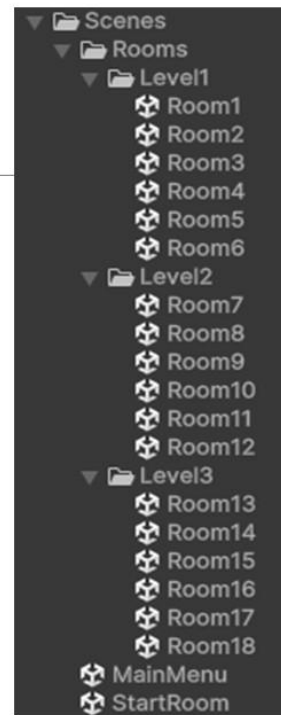 Scenes
Rooms
Level1
Room1
Room2
Room3
Room4
Room5
Room6
Level2
Room7
Room8
Room9
Room10
Room11
Room12
Level3
Room13
Room14
Room15
Room16
Room17
Room18
MainMenu
StartRoom